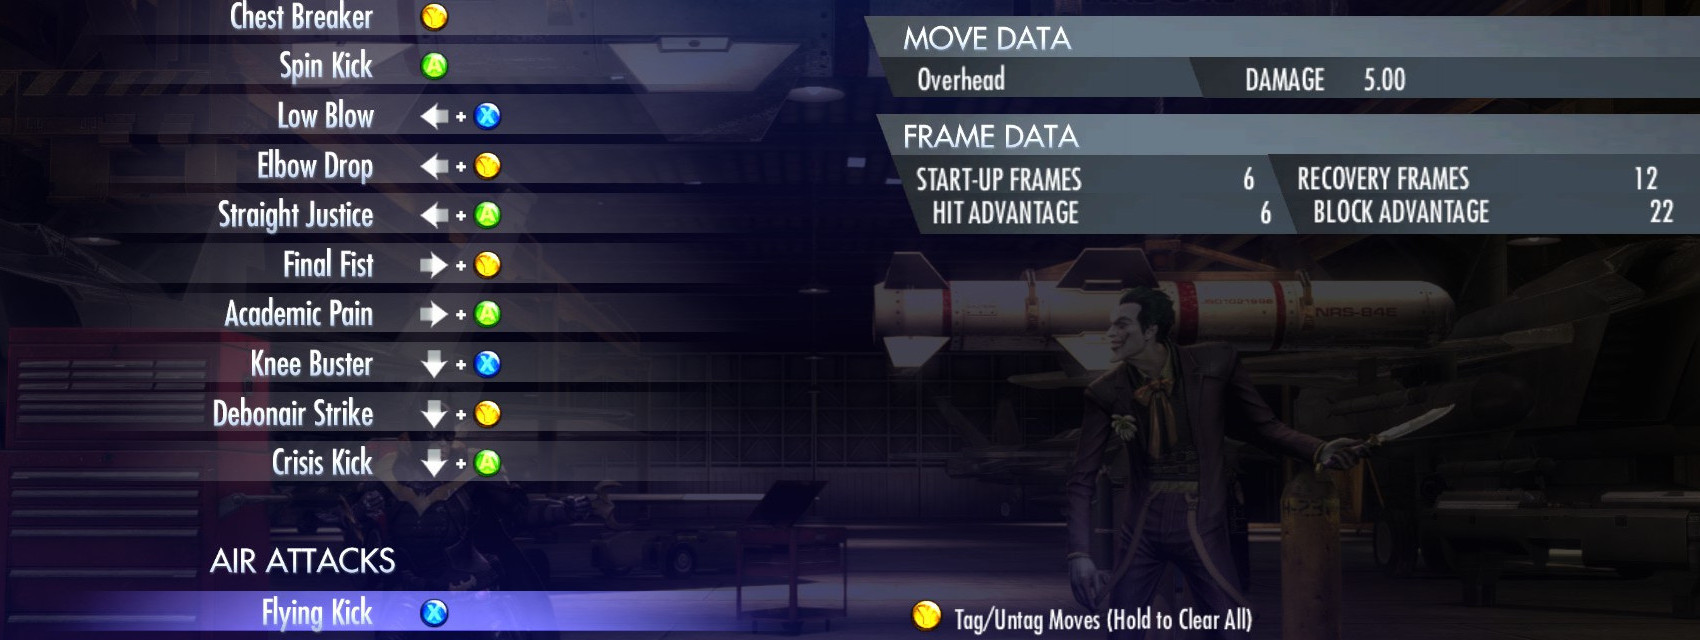 Chest Breaker Y
Spin Kick A
Low Blow + X
Elbow Drop + Y
Straight Justice + A
Final Fist + Y
Academic Pain + A
Knee Buster + X
Debonair Strike + Y
Crisis Kick + A
AIR ATTACKS
Flying Kick X
MOVE DATA
Overhead DAMAGE 5.00
FRAME DATA
START-UP FRAMES 6 RECOVERY FRAMES 12
HIT ADVANTAGE 6 BLOCK ADVANTAGE 22
NRS-84E
Y Tag/Untag Moves (Hold to Clear All)